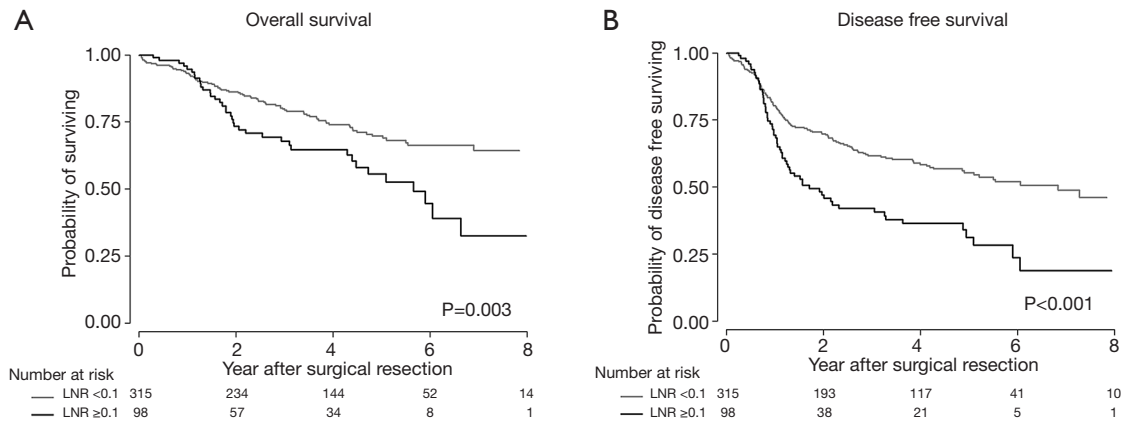 A
Overall survival
Probability of surviving
1.00
0.75
0.50
0.25
0.00
P=0.003
0 2 4 6 8
Year after surgical resection
Number at risk
LNR <0.1 315 234 144 52 14
LNR ≥0.1 98 57 34 8 1
B
Disease free survival
Probability of disease free surviving
1.00
0.75
0.50
0.25
0.00
P<0.001
0 2 4 6 8
Year after surgical resection
Number at risk
LNR <0.1 315 193 117 41 10
LNR ≥0.1 98 38 21 5 1